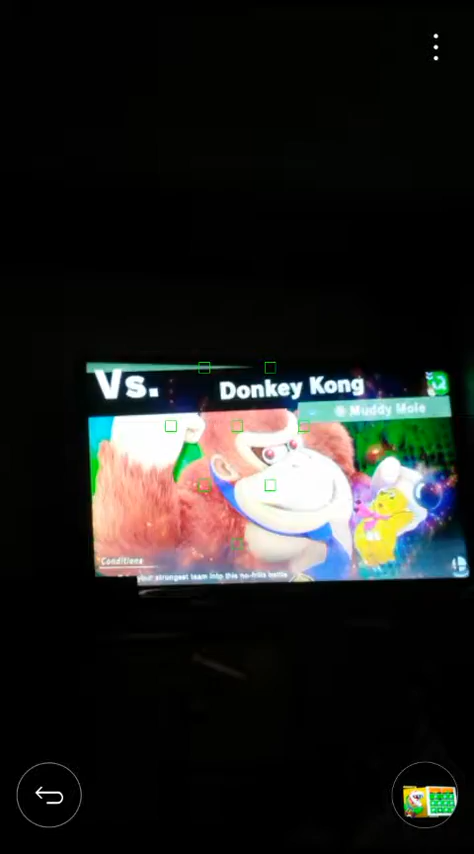 Vs.
Donkey Kong
Muddy Mole
Conditions
your strongest team into this no-frills battle